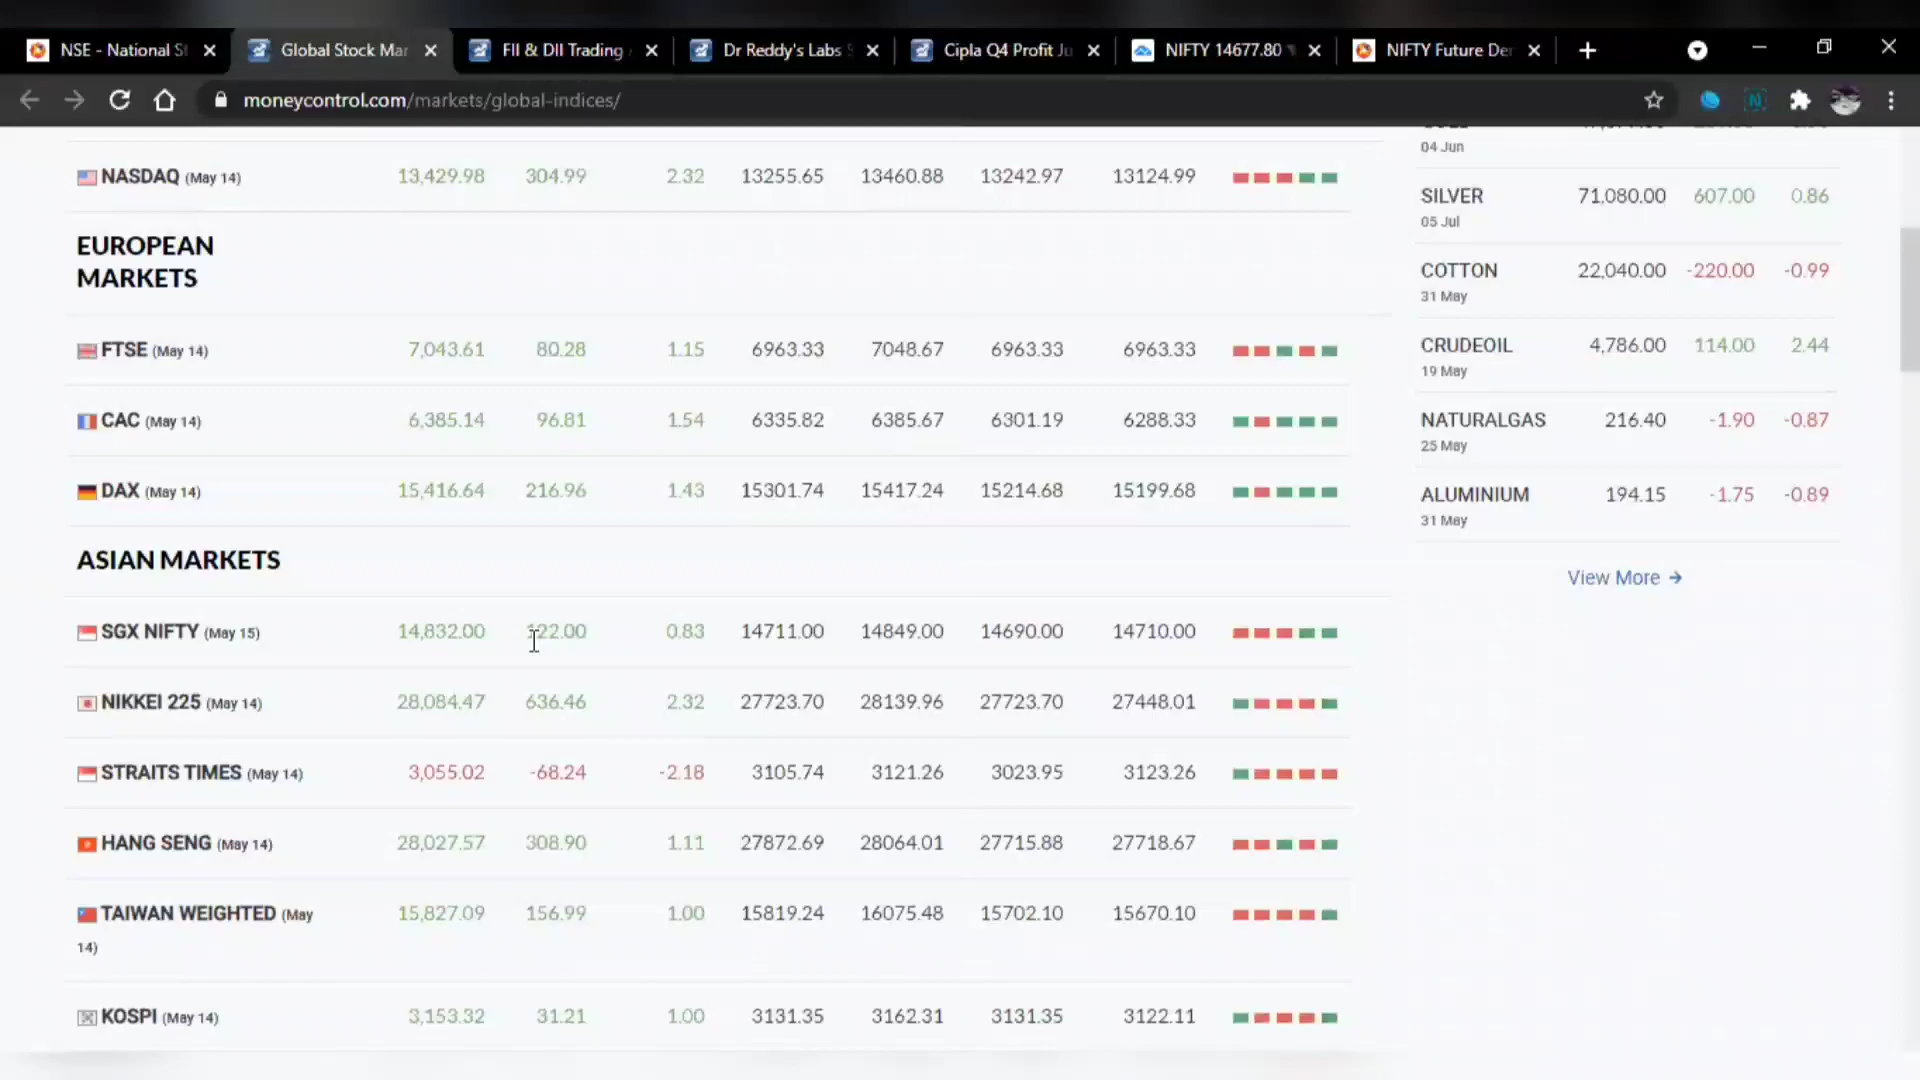 NSE - National St
Global Stock Mar
FII & DII Trading
Dr Reddy's Labs
Cipla Q4 Profit Ju
NIFTY 14677.80
NIFTY Future Der
moneycontrol.com/markets/global-indices/
NASDAQ (May 14) 13,429.98 304.99 2.32 13255.65 13460.88 13242.97 13124.99
EUROPEAN
MARKETS
FTSE (May 14) 7,043.61 80.28 1.15 6963.33 7048.67 6963.33 6963.33
CAC (May 14) 6,385.14 96.81 1.54 6335.82 6385.67 6301.19 6288.33
DAX (May 14) 15,416.64 216.96 1.43 15301.74 15417.24 15214.68 15199.68
ASIAN MARKETS
SGX NIFTY (May 15) 14,832.00 122.00 0.83 14711.00 14849.00 14690.00 14710.00
NIKKEI 225 (May 14) 28,084.47 636.46 2.32 27723.70 28139.96 27723.70 27448.01
STRAITS TIMES (May 14) 3,055.02 -68.24 -2.18 3105.74 3121.26 3023.95 3123.26
HANG SENG (May 14) 28,027.57 308.90 1.11 27872.69 28064.01 27715.88 27718.67
TAIWAN WEIGHTED (May 15,827.09 156.99 1.00 15819.24 16075.48 15702.10 15670.10
14)
KOSPI (May 14) 3,153.32 31.21 1.00 3131.35 3162.31 3131.35 3122.11
04 Jun
SILVER 71,080.00 607.00 0.86
05 Jul
COTTON 22,040.00 -220.00 -0.99
31 May
CRUDEOIL 4,786.00 114.00 2.44
19 May
NATURALGAS 216.40 -1.90 -0.87
25 May
ALUMINIUM 194.15 -1.75 -0.89
31 May
View More →